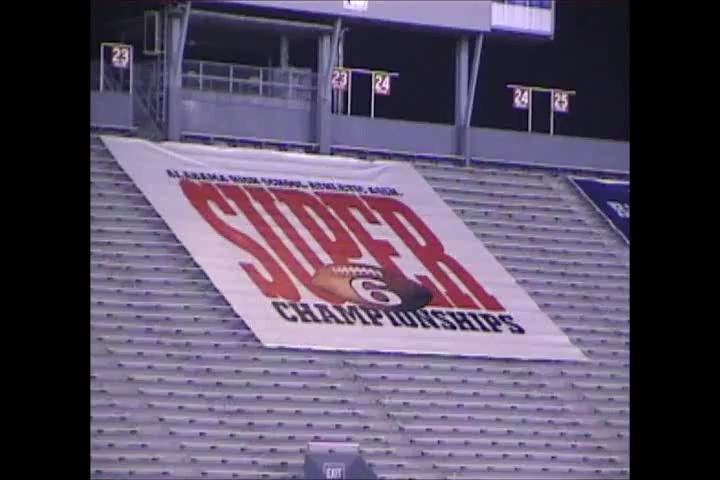 23
23
24
24
25
ALABAMA HIGH SCHOOL ATHLETIC ASSN.
SUPER
6
CHAMPIONSHIPS
EXIT